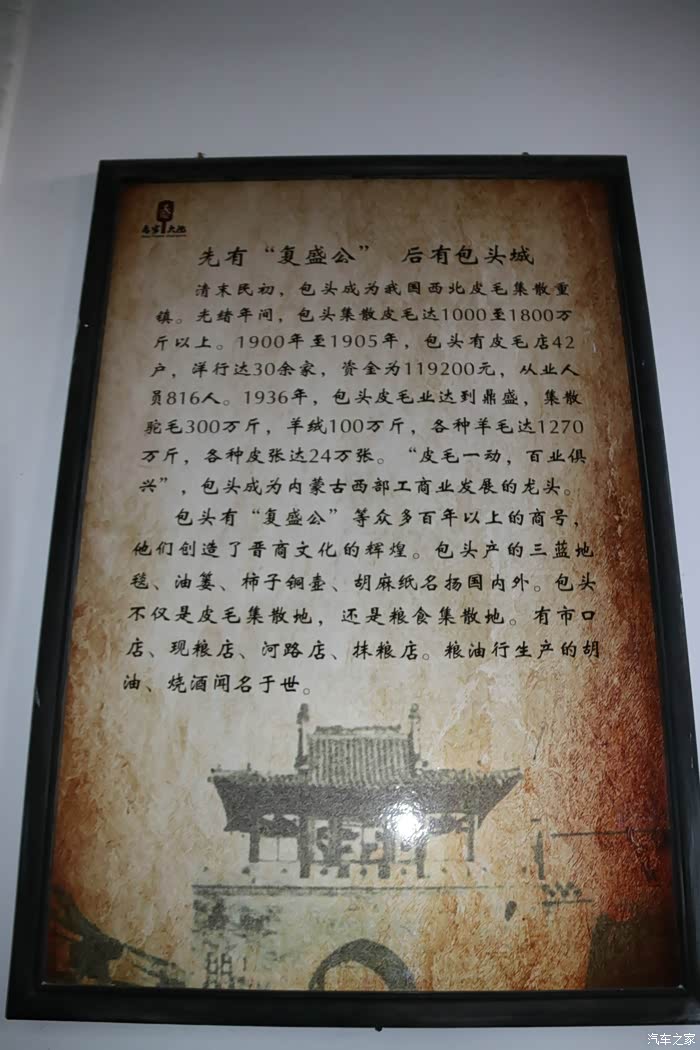 先有“复盛公” 后有包头城
清末民初，包头成为我国西北皮毛集散重
镇。光绪年间，包头集散皮毛达1000至1800万
斤以上。1900年至1905年，包头有皮毛店42
户，洋行达30余家，资金为119200元，从业人
员816人。1936年，包头皮毛业达到鼎盛，集散
驼毛300万斤，羊绒100万斤，各种羊毛达1270
万斤，各种皮张达24万张。“皮毛一动，百业俱
兴”，包头成为内蒙古西部工商业发展的龙头。
包头有“复盛公”等众多百年以上的商号，
他们创造了晋商文化的辉煌。包头产的三蓝地
毯、油篓、柿子铜壶、胡麻纸名扬国内外。包头
不仅是皮毛集散地，还是粮食集散地。有市口
店、现粮店、河路店、抹粮店。粮油行生产的胡
油、烧酒闻名于世。
汽车之家